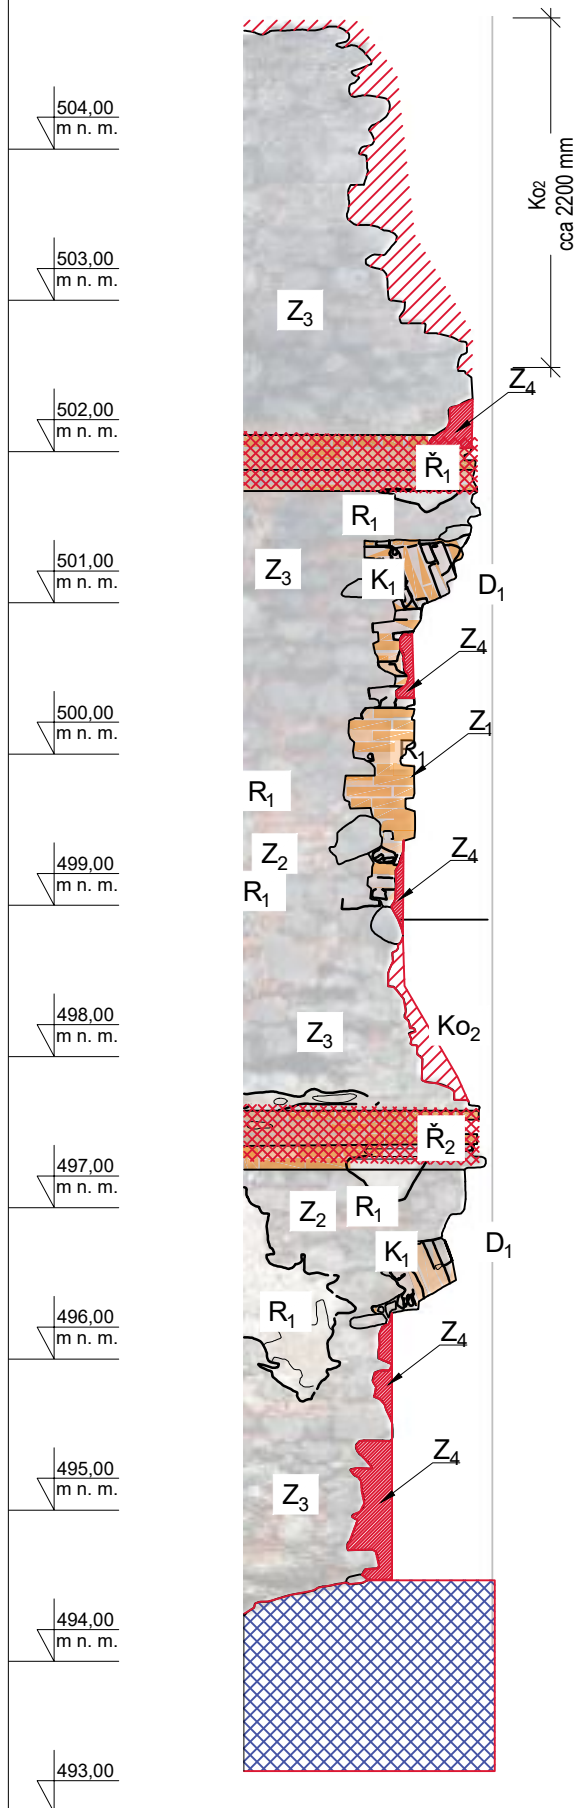 504,00
m n. m.
Ko2
cca 2200 mm
503,00
m n. m.
Z3
Z4
502,00
m n. m.
Ř1
R1
501,00
m n. m.
Z3
K1
D1
Z4
500,00
m n. m.
Z1
R1
R1
Z2
Z4
499,00
m n. m.
R1
498,00
m n. m.
Z3
Ko2
Ř2
497,00
m n. m.
Z2
R1
K1
D1
R1
496,00
m n. m.
Z4
Z4
495,00
m n. m.
Z3
494,00
m n. m.
493,00